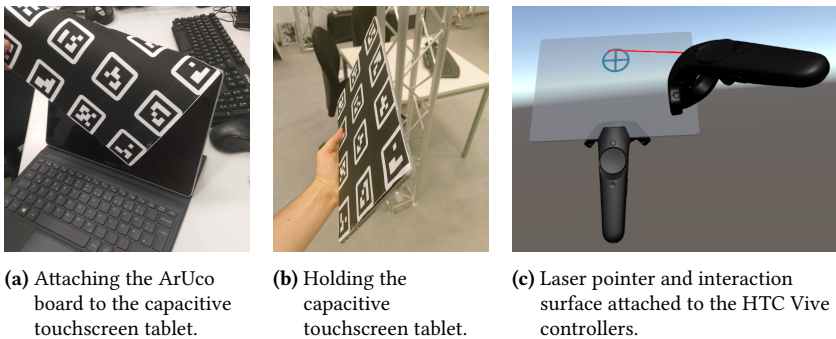 (a) Attaching the ArUco
board to the capacitive
touchscreen tablet.
(b) Holding the
capacitive
touchscreen tablet.
(c) Laser pointer and interaction
surface attached to the HTC Vive
controllers.